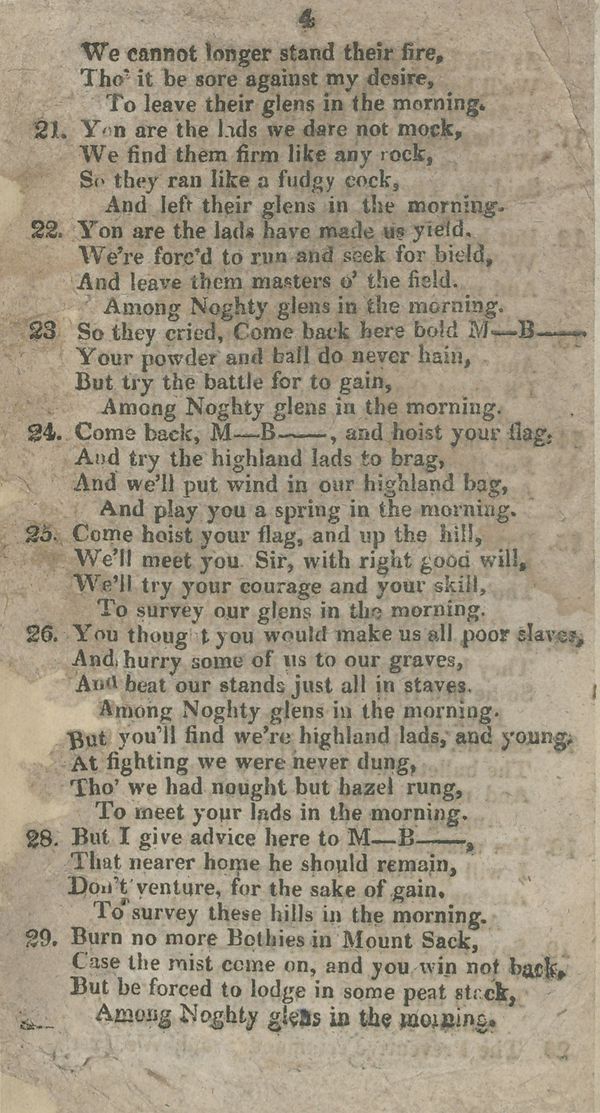 4
We cannot longer stand their fire,
Tho' it be sore against my desire,
To leave their glens in the morning.
21. Yon are the lads we dare not mock,
We find them firm like any rock,
So they ran like a fudgy cock,
And left their glens in the morning.
22. Yon are the lads have made us yield.
We're forc'd to run and seek for bield,
And leave them masters o' the field.
Among Noghty glens in the morning.
23 So they cried, Come back here bold M—B——.
Your powder and ball do never hain,
But try the battle for to gain,
Among Noghty glens in the morning.
24. Come back, M—B——, and hoist your flag,
And try the highland lads to brag,
And we'll put wind in our highland bag,
And play you a spring in the morning.
25. Come hoist your flag, and up the hill,
We'll meet you Sir, with right good will,
We'll try your courage and your skill,
To survey our glens in the morning.
26. You thoug t you would make us all poor slaves,
And hurry some of us to our graves,
And beat our stands just all in staves.
Among Noghty glens in the morning.
But you'll find we're highland lads, and young,
At fighting we were never dung,
Tho' we had nought but hazel rung,
To meet your lads in the morning.
28. But I give advice here to M—B——,
That nearer home he should remain,
Don't venture, for the sake of gain.
To survey these hills in the morning.
29. Burn no more Bothies in Mount Sack,
Case the mist come on, and you win not back,
But be forced to lodge in some peat stack,
Among Noghty glens in the morning.